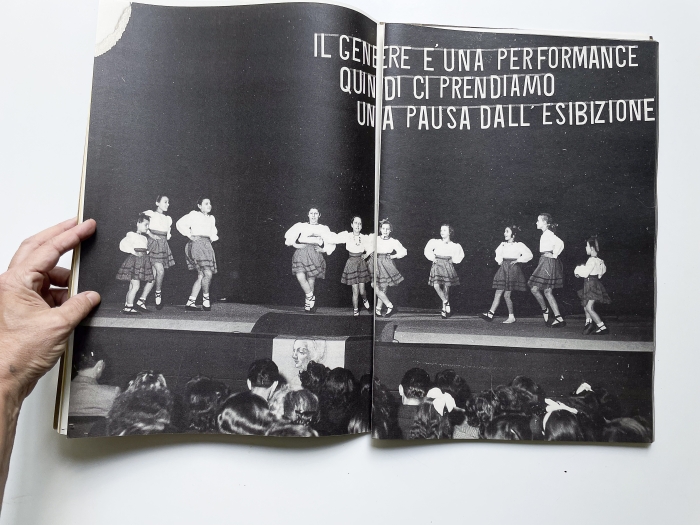 IL GENERE E' UNA PERFORMANCE
QUINDI CI PRENDIAMO
UNA PAUSA DALL' ESIBIZIONE